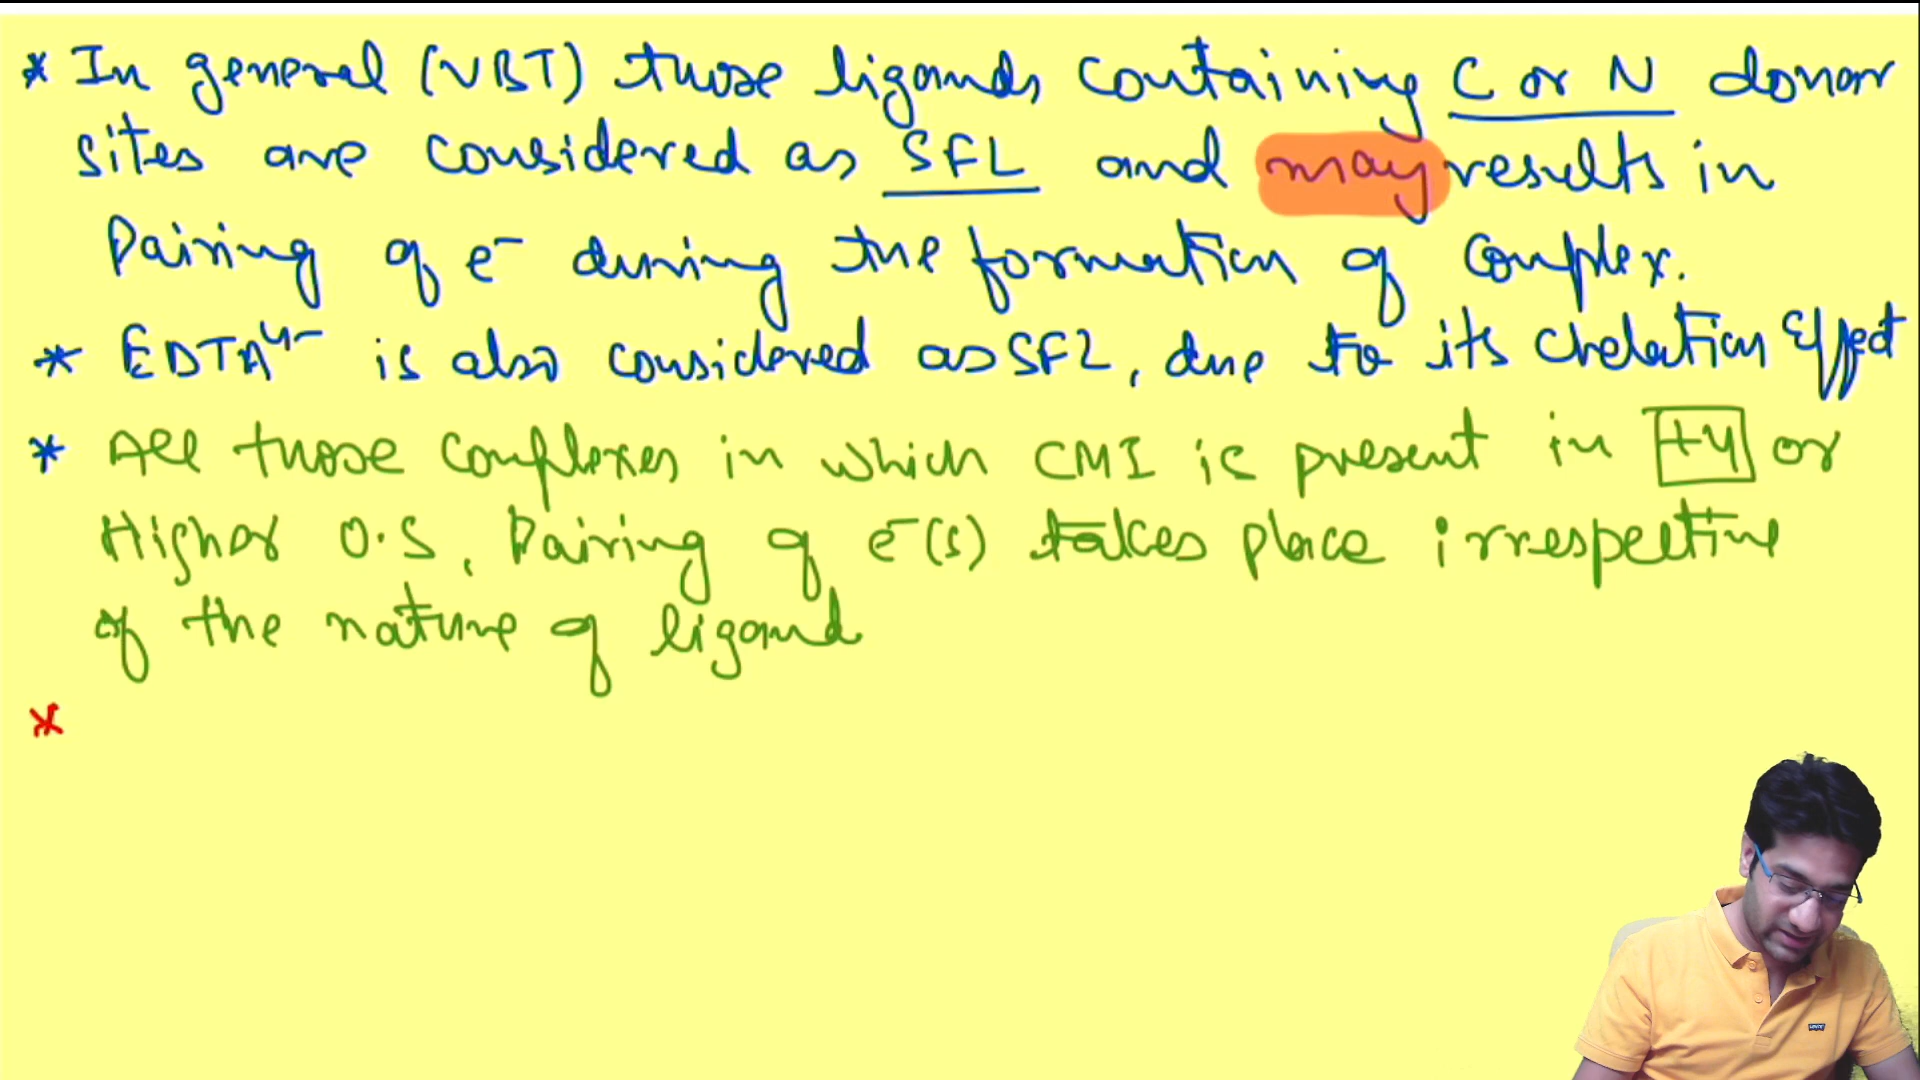 * In general (VBT) those ligands containing C or N donor
sites are considered as SFL and may results in
Pairing of e⁻ during the formation of complex.
* EDTA⁴⁻ is also considered as SFL, due to its chelation Effect
* All those complexes in which CMI is present in +4 or
Higher O.S, Pairing of e⁻(s) takes place irrespective
of the nature of ligand
*